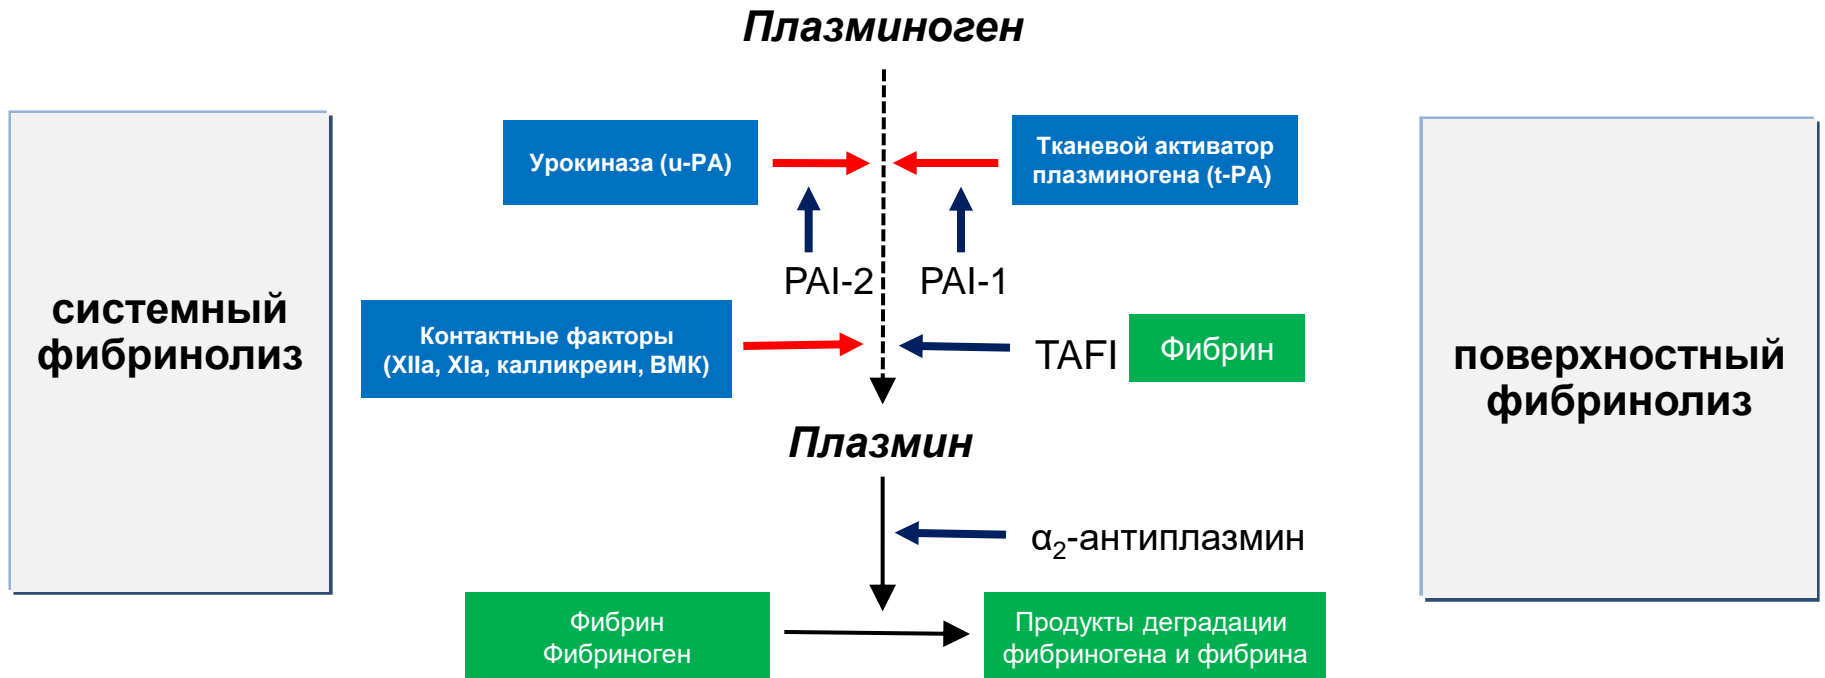 Плазминоген
Урокиназа (u-PA)
Тканевой активатор
плазминогена (t-PA)
PAI-2
PAI-1
системный
фибринолиз
Контактные факторы
(XIIa, XIa, калликреин, ВМК)
TAFI
Фибрин
поверхностный
фибринолиз
Плазмин
α₂-антиплазмин
Фибрин
Фибриноген
Продукты деградации
фибриногена и фибрина